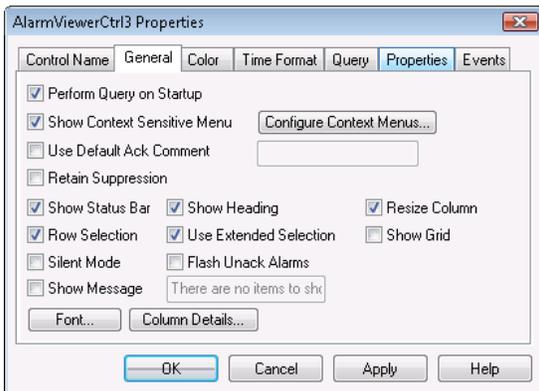 AlarmViewerCtrl3 Properties
Control Name General Color Time Format Query Properties Events
Perform Query on Startup
Show Context Sensitive Menu Configure Context Menus...
Use Default Ack Comment
Retain Suppression
Show Status Bar Show Heading Resize Column
Row Selection Use Extended Selection Show Grid
Silent Mode Flash Unack Alarms
Show Message There are no items to sho
Font... Column Details...
OK Cancel Apply Help